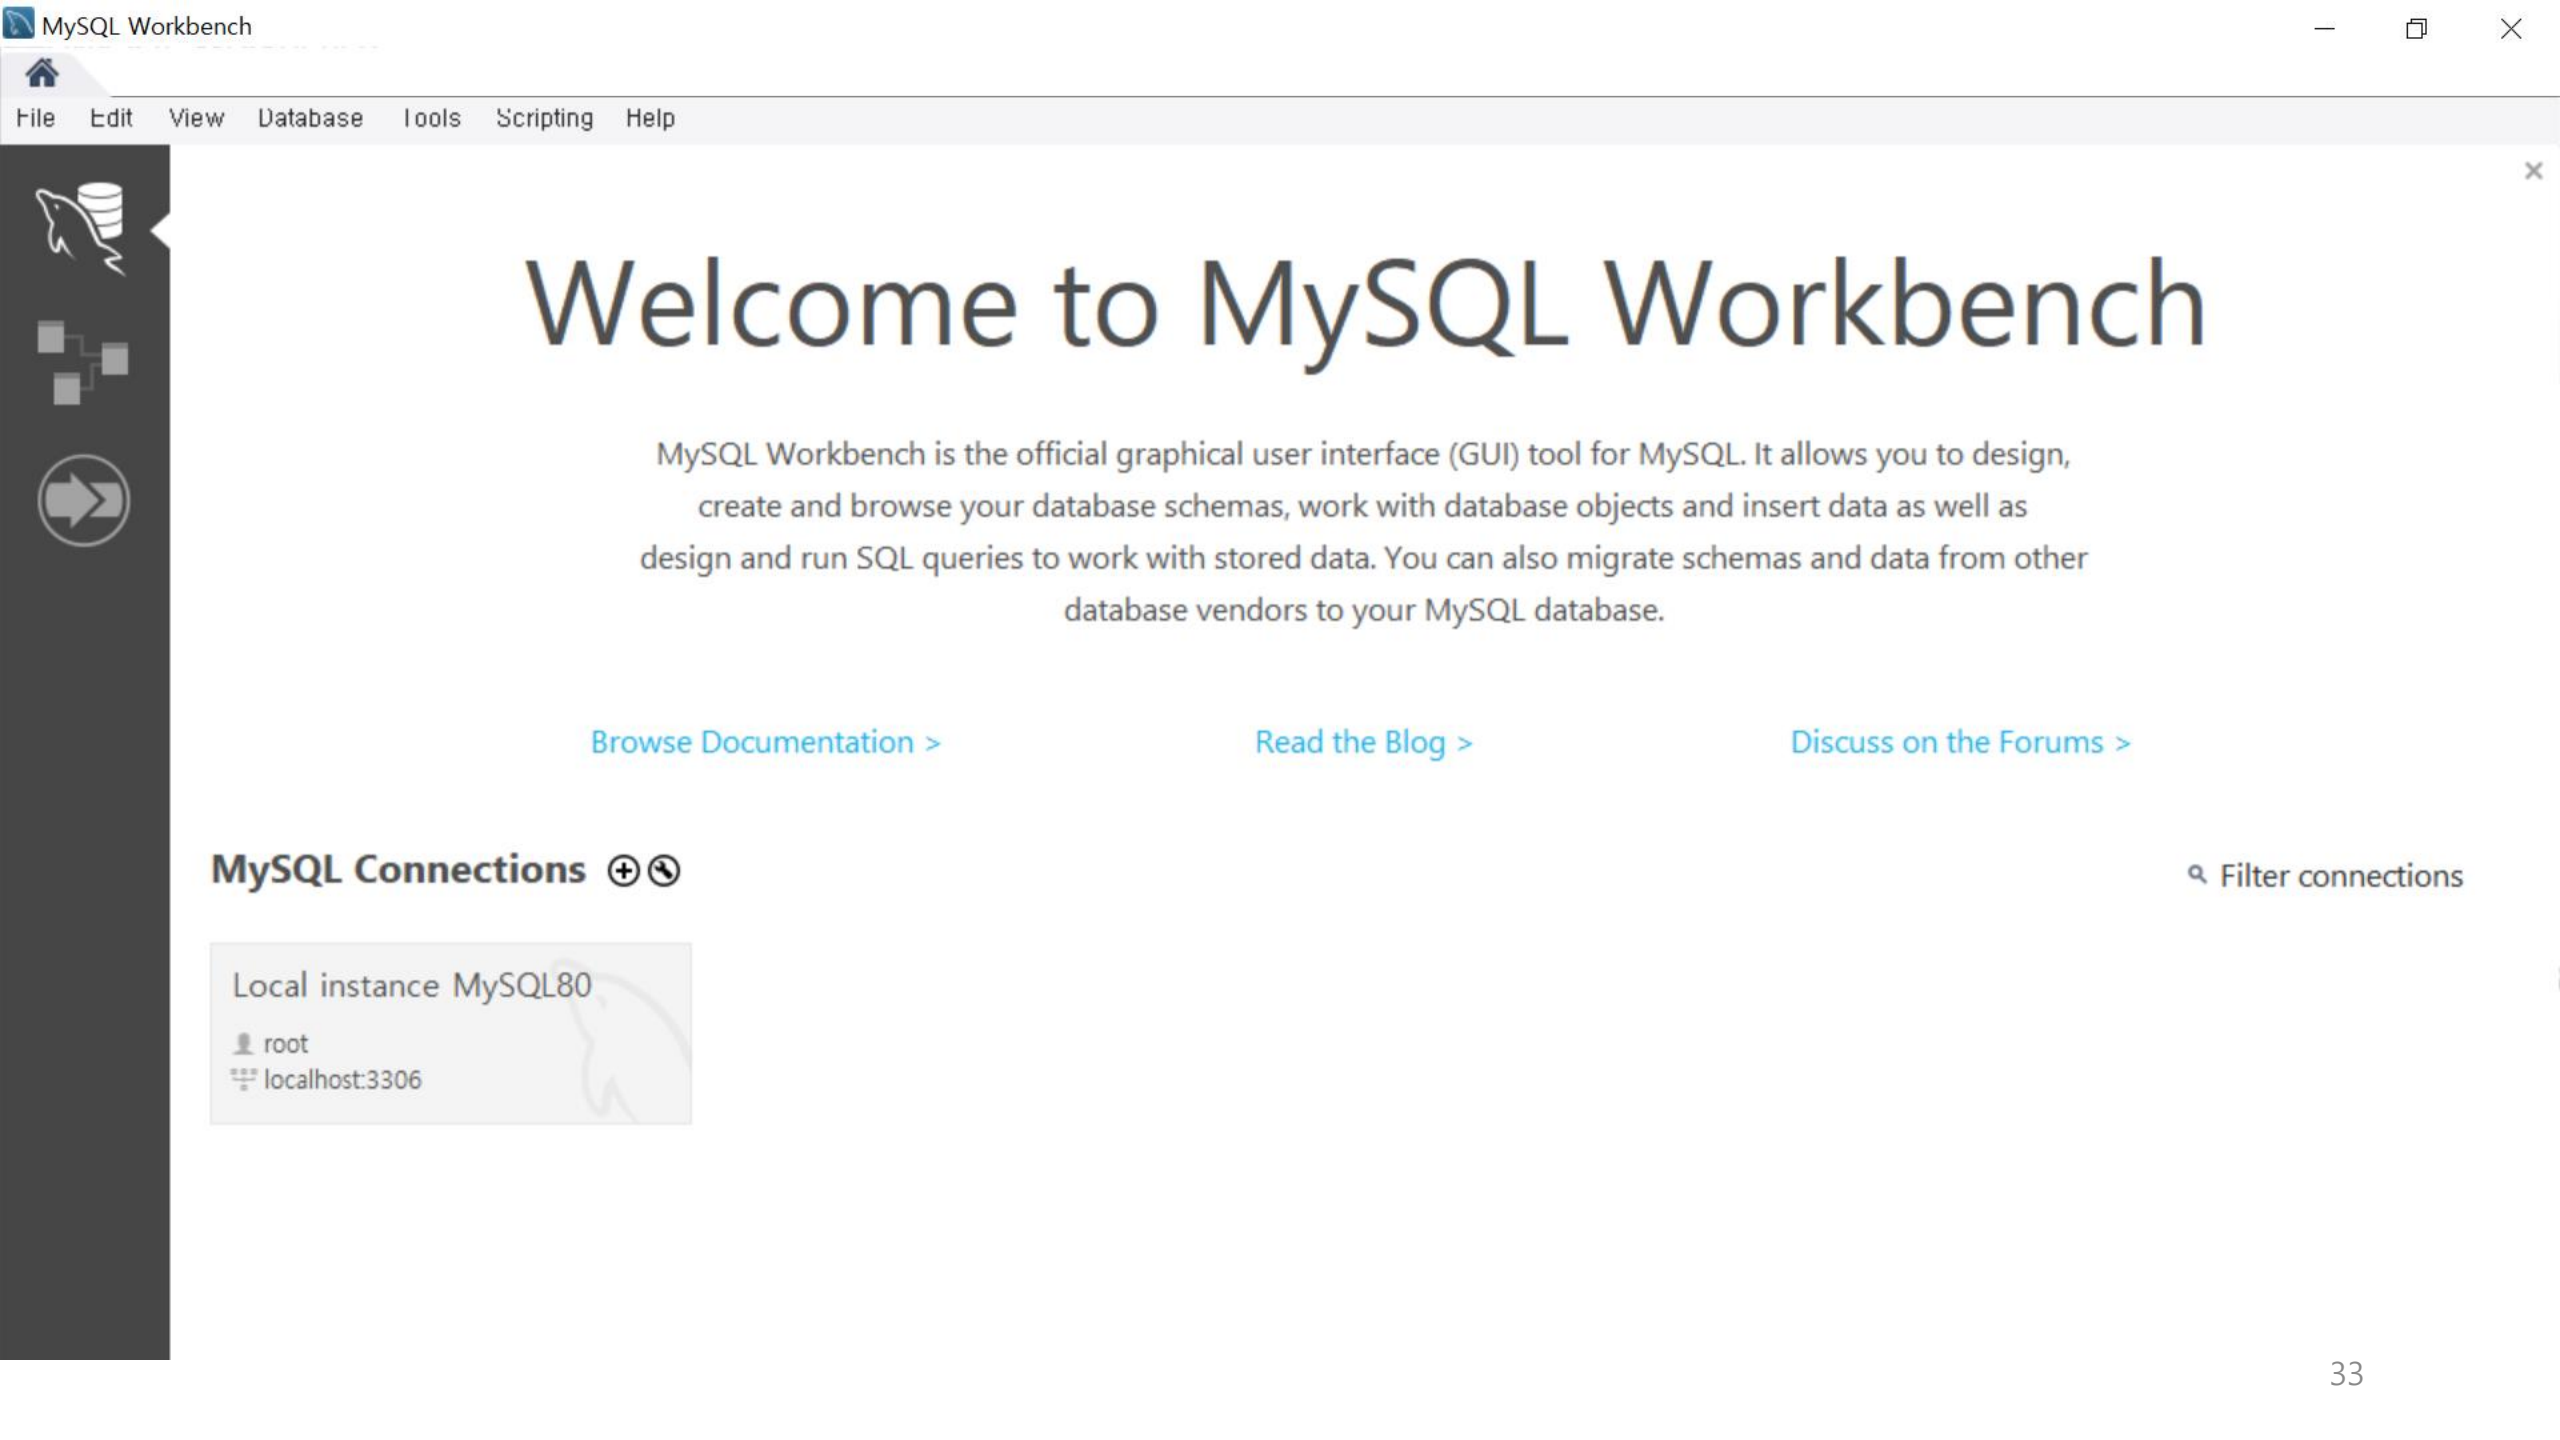 MySQL Workbench
File Edit View Database Tools Scripting Help
Welcome to MySQL Workbench
MySQL Workbench is the official graphical user interface (GUI) tool for MySQL. It allows you to design,
create and browse your database schemas, work with database objects and insert data as well as
design and run SQL queries to work with stored data. You can also migrate schemas and data from other
database vendors to your MySQL database.
Browse Documentation > Read the Blog > Discuss on the Forums >
MySQL Connections
Filter connections
Local instance MySQL80
root
localhost:3306
33